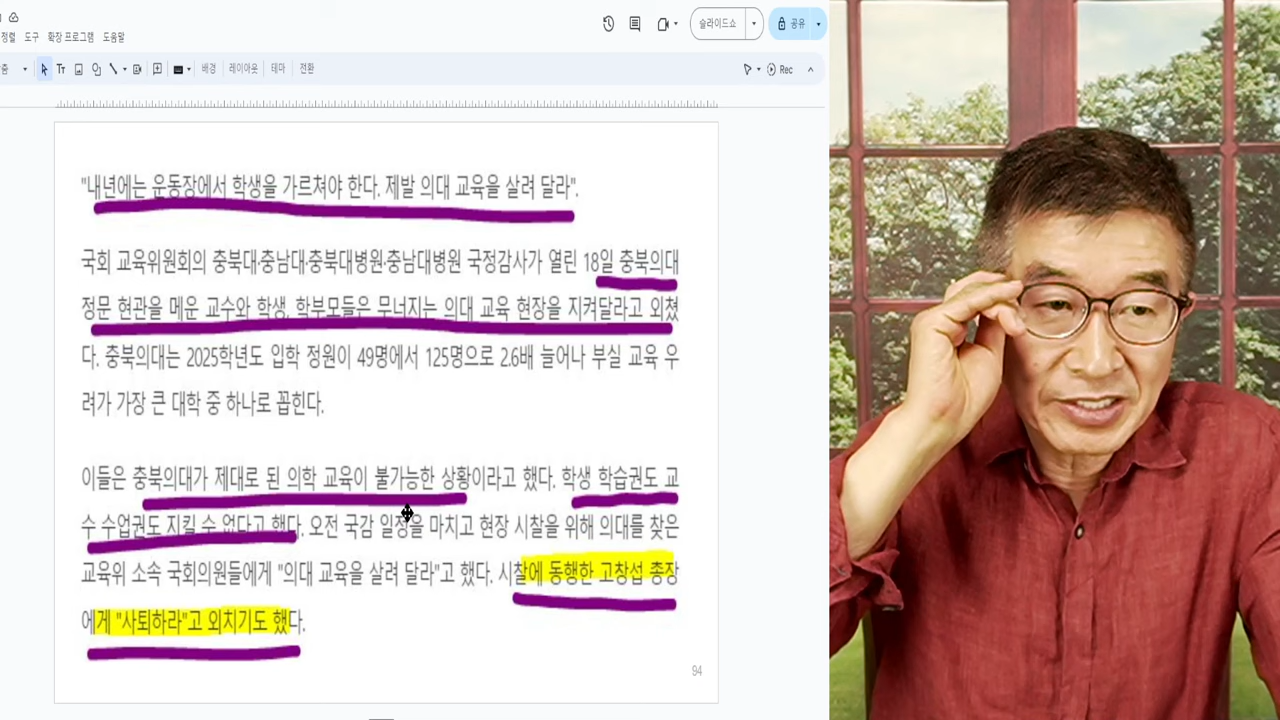 정렬 도구 확장 프로그램 도움말
슬라이드쇼
공유
배경 레이아웃 테마 전환
Rec
"내년에는 운동장에서 학생을 가르쳐야 한다. 제발 의대 교육을 살려 달라".
국회 교육위원회의 충북대·충남대·충북대병원·충남대병원 국정감사가 열린 18일 충북의대
정문 현관을 메운 교수와 학생, 학부모들은 무너지는 의대 교육 현장을 지켜달라고 외쳤
다. 충북의대는 2025학년도 입학 정원이 49명에서 125명으로 2.6배 늘어나 부실 교육 우
려가 가장 큰 대학 중 하나로 꼽힌다.
이들은 충북의대가 제대로 된 의학 교육이 불가능한 상황이라고 했다. 학생 학습권도 교
수 수업권도 지킬 수 없다고 했다. 오전 국감 일정을 마치고 현장 시찰을 위해 의대를 찾은
교육위 소속 국회의원들에게 "의대 교육을 살려 달라"고 했다. 시찰에 동행한 고창섭 총장
에게 "사퇴하라"고 외치기도 했다.
94